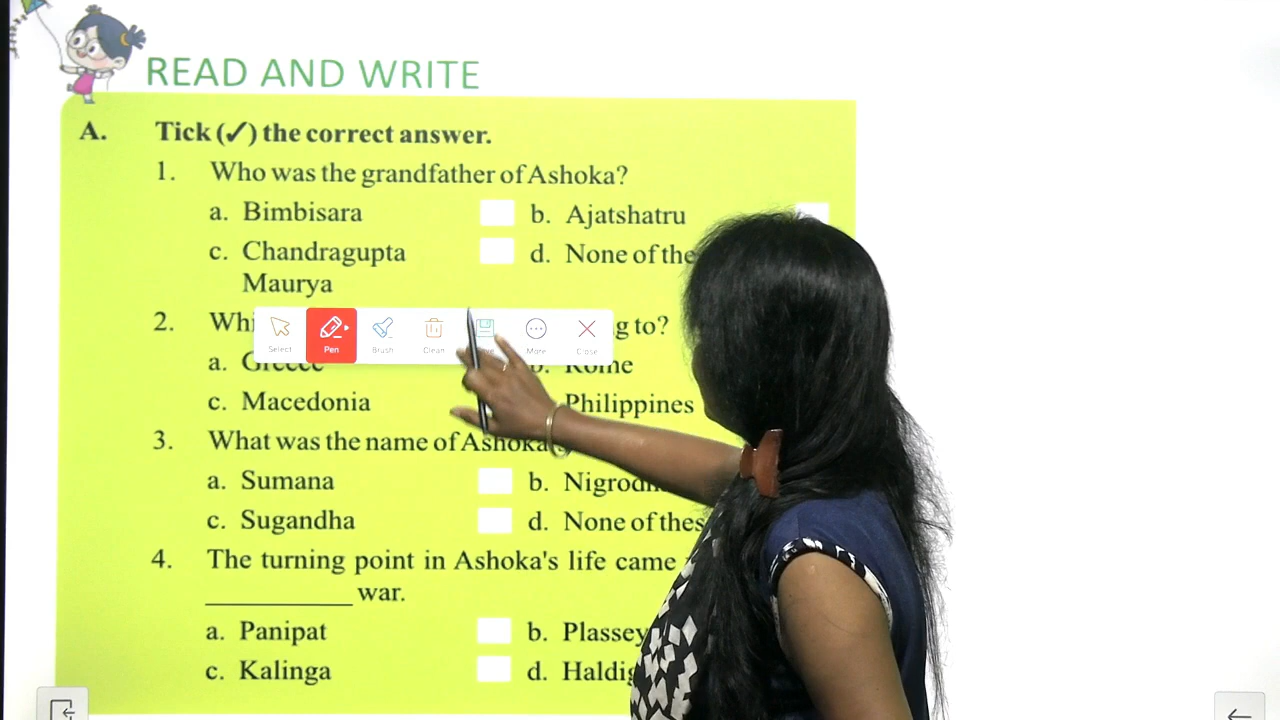 READ AND WRITE
A. Tick (✓) the correct answer.
1. Who was the grandfather of Ashoka?
a. Bimbisara b. Ajatshatru
c. Chandragupta d. None of the
Maurya
2. g to?
Select Pen Brush Clean More Close
a. b. Rome
c. Macedonia Philippines
3. What was the name of Ashoka
a. Sumana b.
c. Sugandha d. None of thes
4. The turning point in Ashoka's life came
__________ war.
a. Panipat b. Plassey
c. Kalinga d.